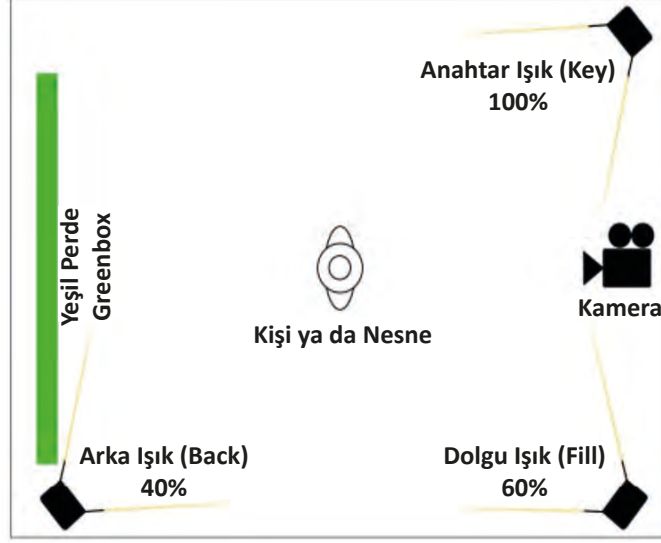 Anahtar Işık (Key)
100%
Yeşil Perde
Greenbox
Kamera
Kişi ya da Nesne
Arka Işık (Back)
40%
Dolgu Işık (Fill)
60%